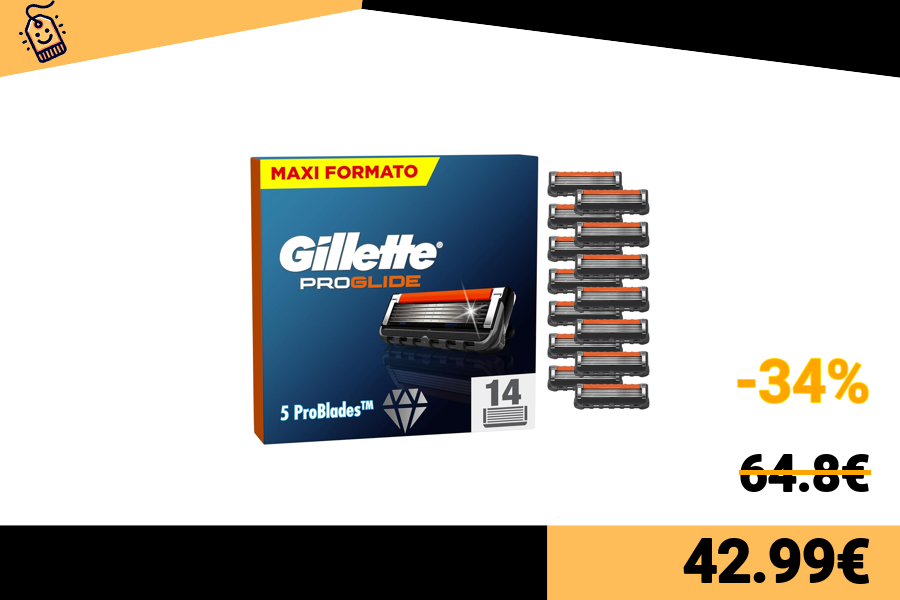 MAXI FORMATO
Gillette®
PROGLIDE
5 ProBlades™
14
-34%
64.8€
42.99€